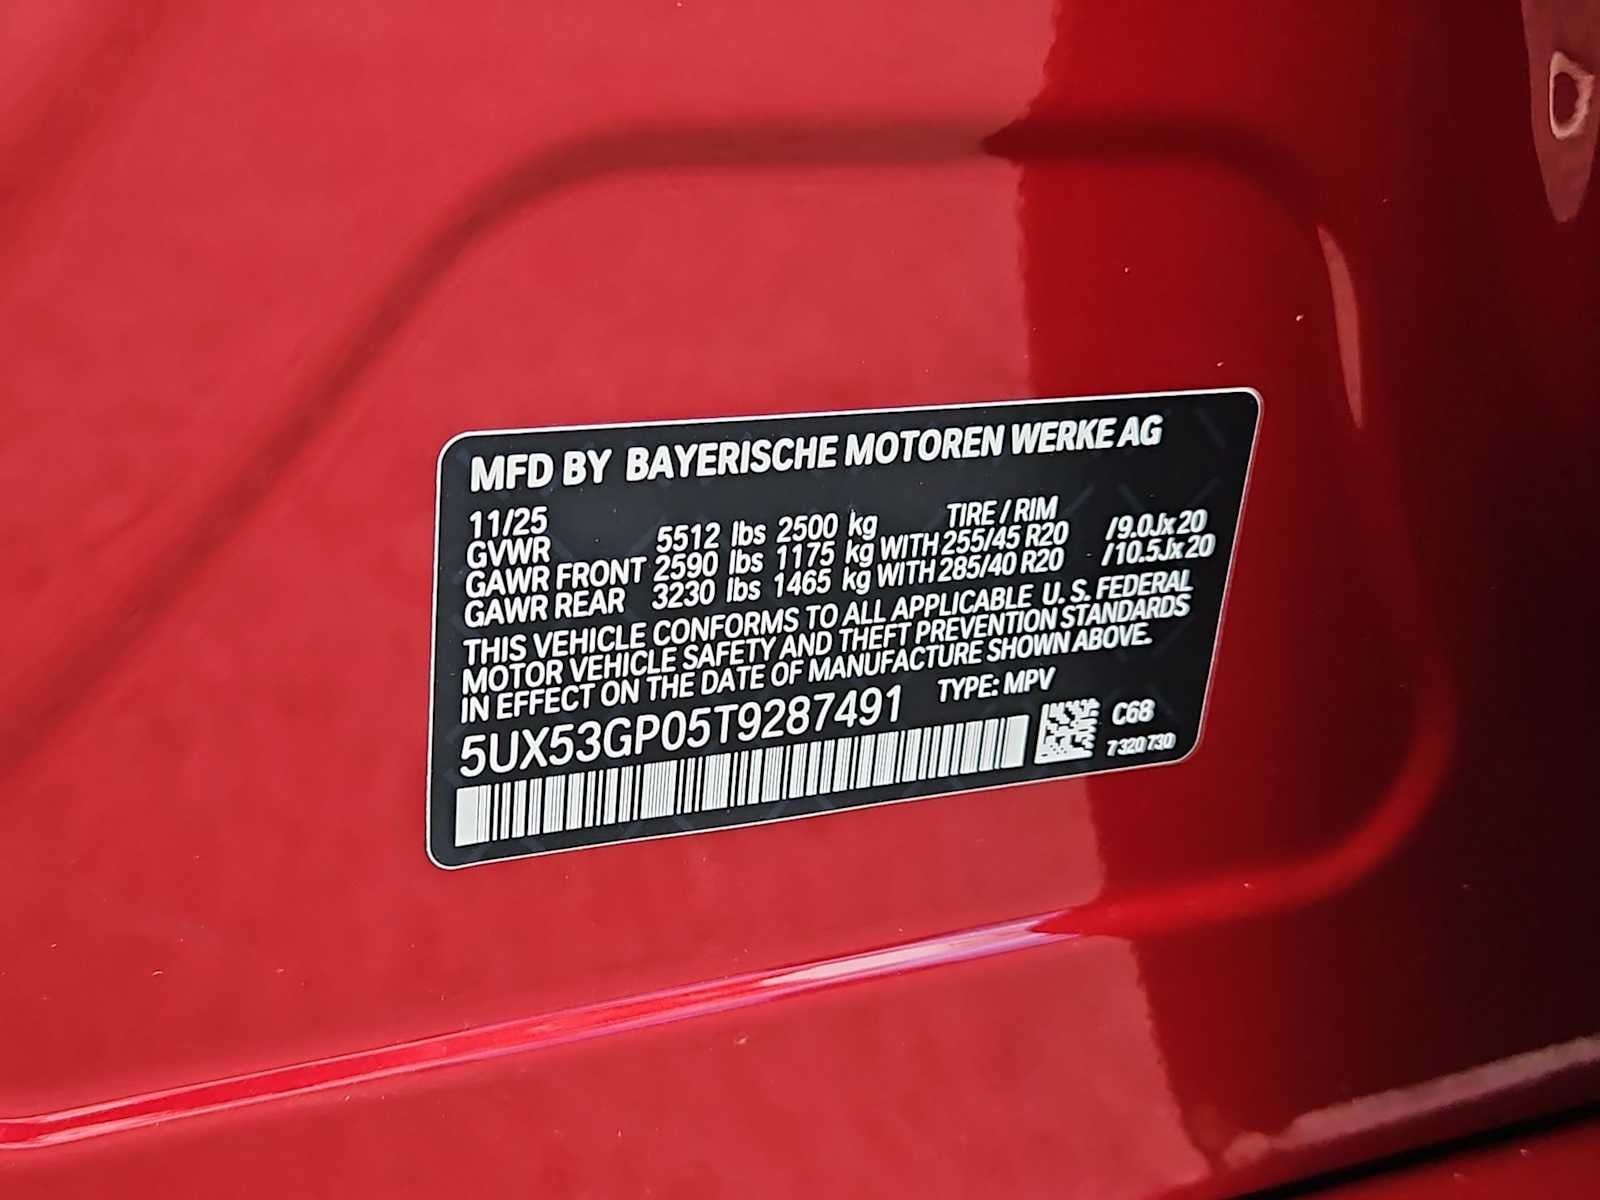 MFD BY BAYERISCHE MOTOREN WERKE AG
11/25 TIRE / RIM
GVWR 5512 lbs 2500 kg
GAWR FRONT 2590 lbs 1175 kg WITH 255/45 R20 /9.0Jx20
GAWR REAR 3230 lbs 1465 kg WITH 285/40 R20 /10.5Jx20
THIS VEHICLE CONFORMS TO ALL APPLICABLE U. S. FEDERAL
MOTOR VEHICLE SAFETY AND THEFT PREVENTION STANDARDS
IN EFFECT ON THE DATE OF MANUFACTURE SHOWN ABOVE.
5UX53GP05T9287491 TYPE: MPV
C68
7 320 730